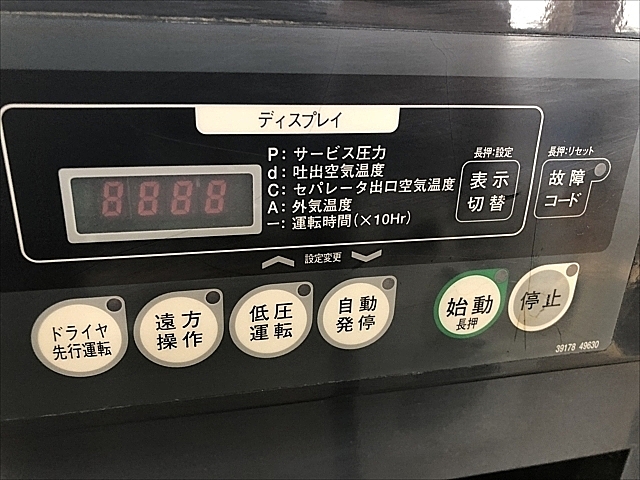 ディスプレイ
8888
P: サービス圧力
d: 吐出空気温度
C: セパレータ出口空気温度
A: 外気温度
ー: 運転時間(×10Hr)
長押・設定
表示
切替
長押・リセット
故障
コード
設定変更
ドライヤ
先行運転
遠方
操作
低圧
運転
自動
発停
始動
長押
停止
39178 49630